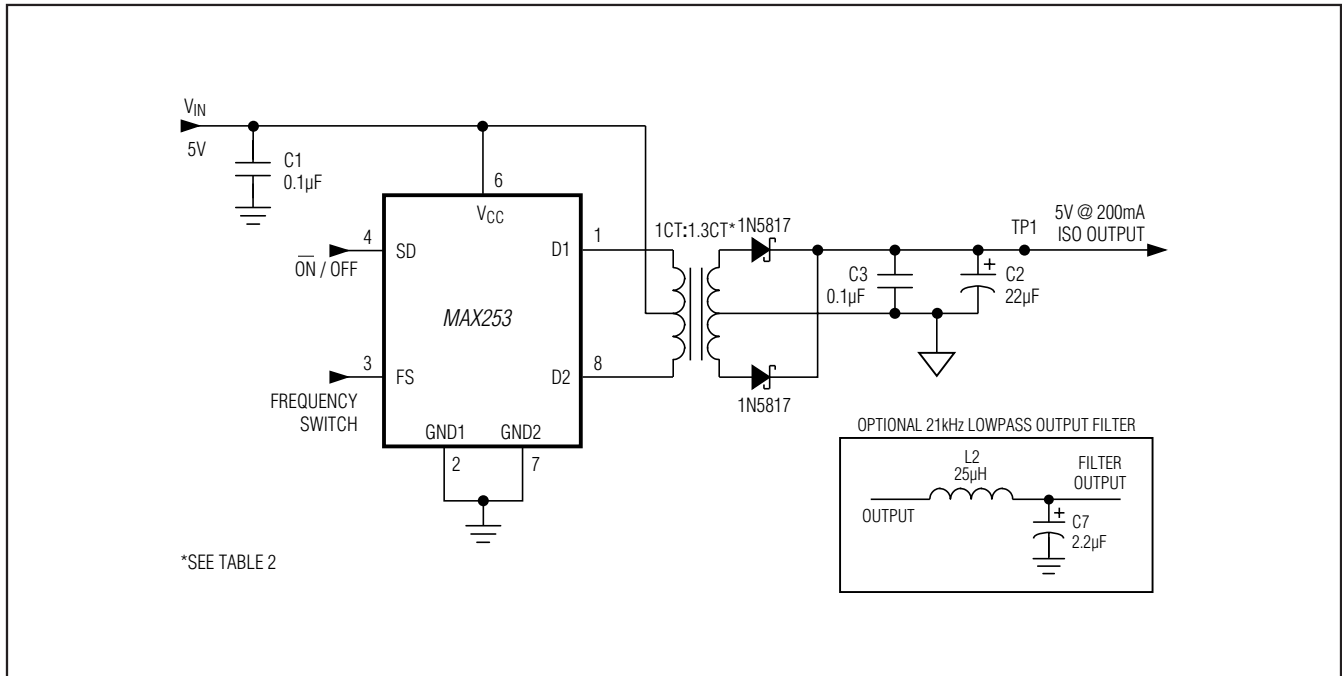 VIN
5V
C1
0.1µF
6
VCC
4
SD
ON / OFF
MAX253
3
FS
FREQUENCY
SWITCH
GND1
GND2
2
7
D1
1
D2
8
1CT:1.3CT*
1N5817
1N5817
C3
0.1µF
+
C2
22µF
TP1
5V @ 200mA
ISO OUTPUT
OPTIONAL 21kHz LOWPASS OUTPUT FILTER
L2
25µH
OUTPUT
FILTER
OUTPUT
+
C7
2.2µF
*SEE TABLE 2